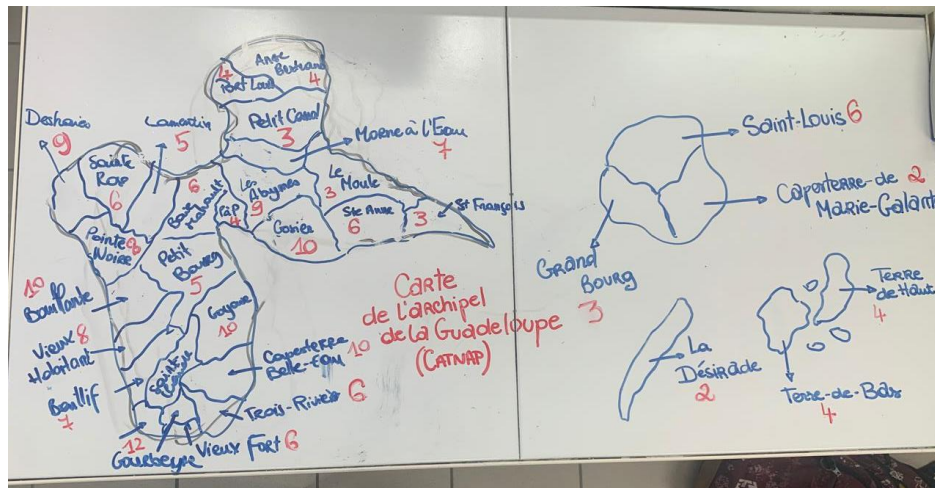 Anse
Bertrand
4
4
Port Louis
Petit Canal
3
Morne à l'Eau
7
Deshaies
9
Lamentin
5
Sainte
Rose
6
6
Baie
Mahault
PàP
4
Les
Abymes
9
Le
Moule
3
Gosier
10
Ste Anne
6
3
St François
Pointe
Noire
8
Petit
Bourg
5
Goyave
10
10
Bouillante
Vieux 8
Habitant
Baillif
7
Capesterre
Belle-Eau
10
Trois-Rivière 6
12
Gourbeyre
Vieux Fort 6
CaRte
de L'aRchipel
de la Guadeloupe
(CATNAP)
Saint-Louis 6
Capesterre-de
Marie-Galant
2
GRanD
BouRg
3
La
Désirade
2
TeRRe
de Haut
4
Terre-de-Bas
4